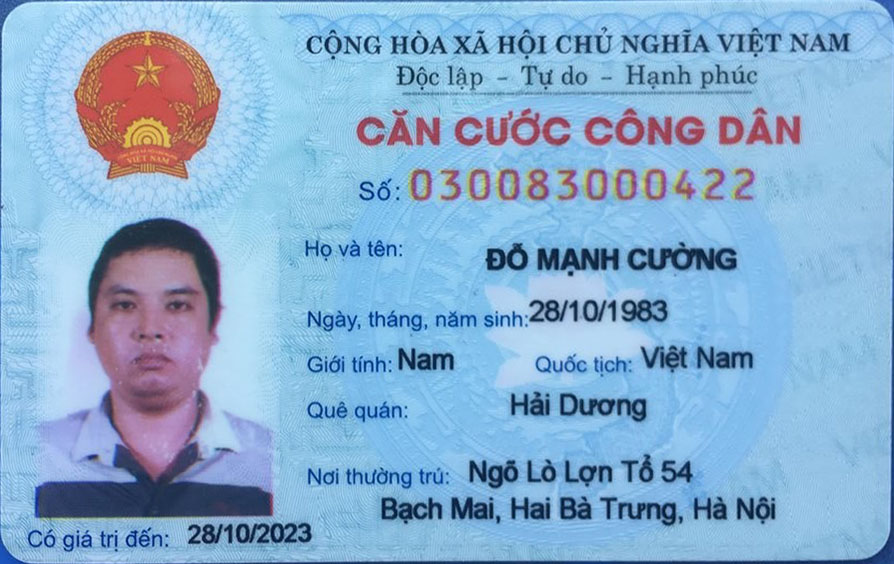 CỘNG HÒA XÃ HỘI CHỦ NGHĨA VIỆT NAM
Độc lập - Tự do - Hạnh phúc
CĂN CƯỚC CÔNG DÂN
Số: 030083000422
Họ và tên: ĐỖ MẠNH CƯỜNG
Ngày, tháng, năm sinh: 28/10/1983
Giới tính: Nam Quốc tịch: Việt Nam
Quê quán: Hải Dương
Nơi thường trú: Ngõ Lò Lợn Tổ 54
Bạch Mai, Hai Bà Trưng, Hà Nội
Có giá trị đến: 28/10/2023
VIỆT NAM